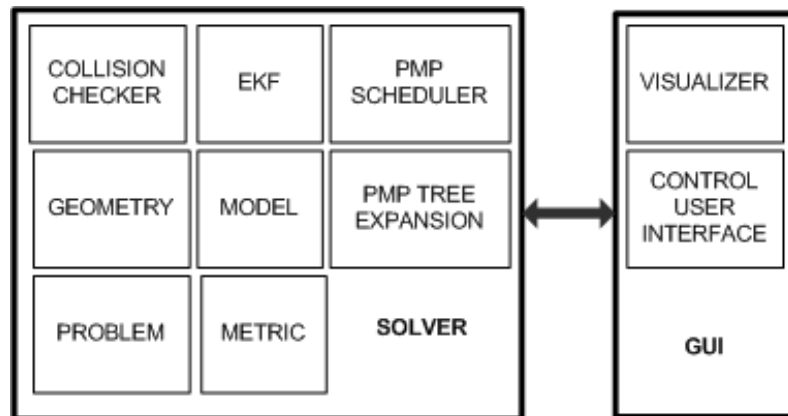 COLLISION
CHECKER
EKF
PMP
SCHEDULER
GEOMETRY
MODEL
PMP TREE
EXPANSION
PROBLEM
METRIC
SOLVER
VISUALIZER
CONTROL
USER
INTERFACE
GUI